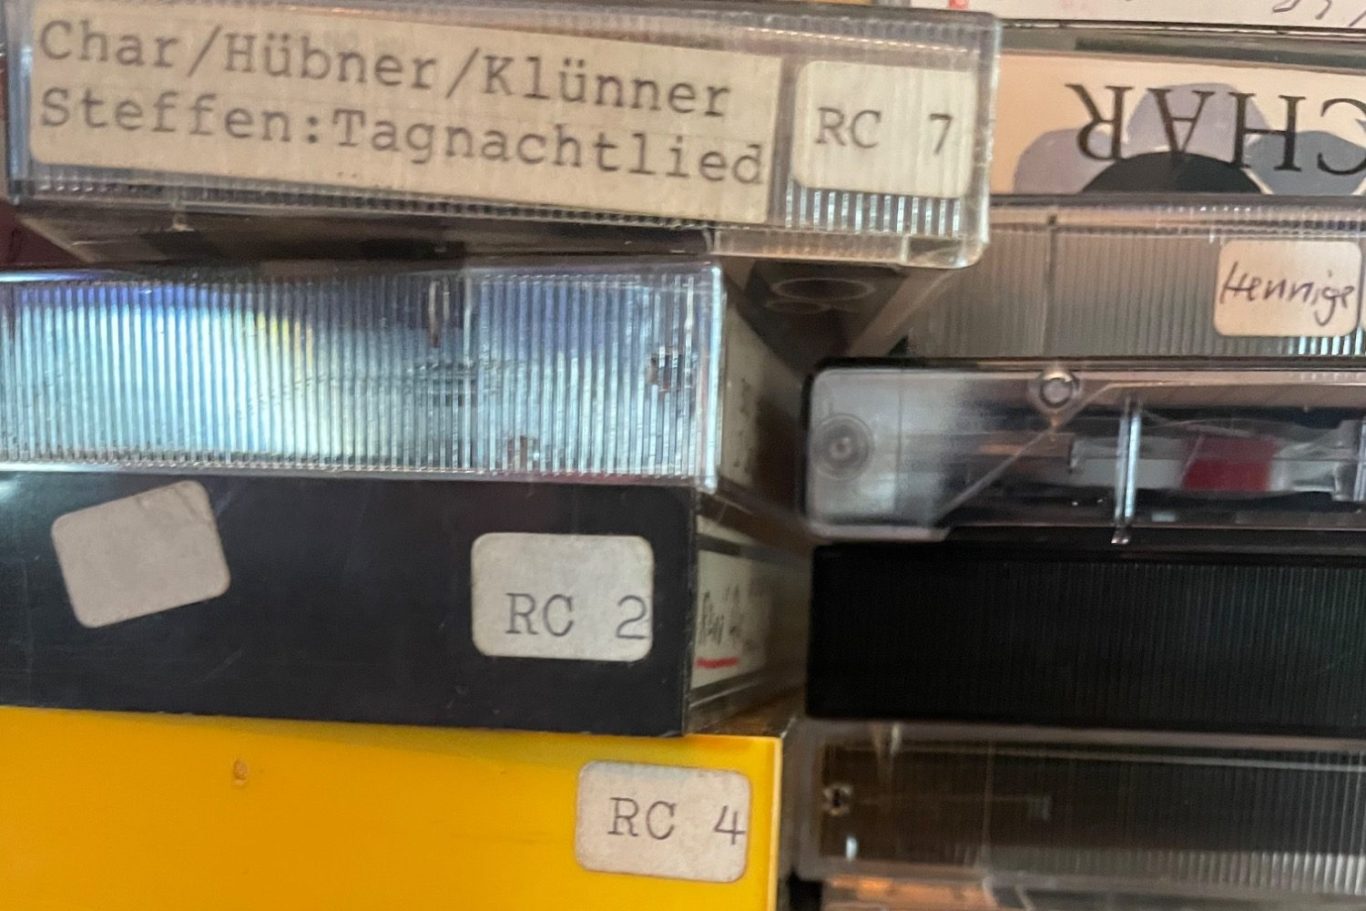 Char/Hübner/Klünner
Steffen:Tagnachtlied
RC 7
CHAR
Hennige
RC 2
RC 4